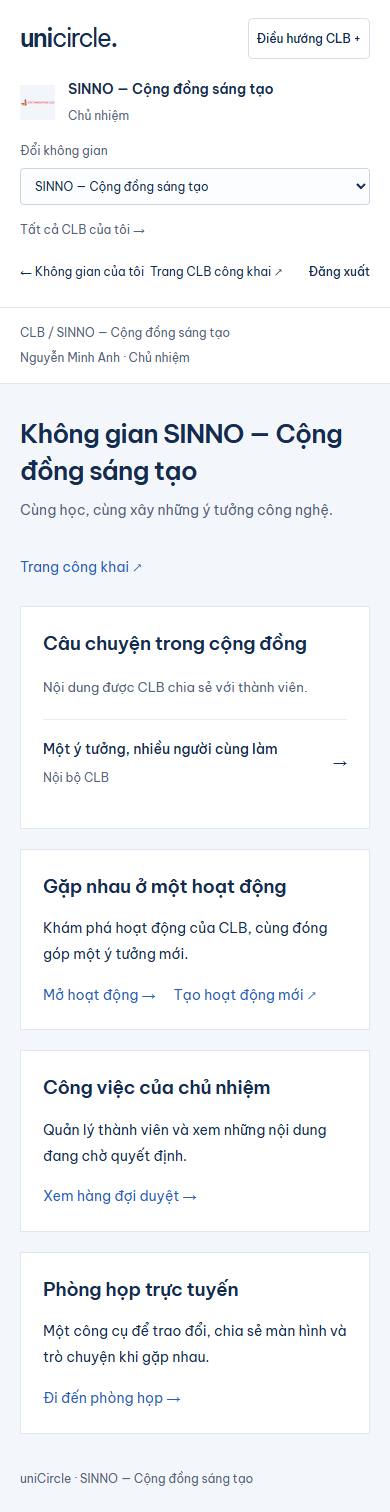 unicircle.
Điều hướng CLB +
SINNO — Cộng đồng sáng tạo
Chủ nhiệm
Đổi không gian
SINNO — Cộng đồng sáng tạo
Tất cả CLB của tôi →
← Không gian của tôi Trang CLB công khai ↗ Đăng xuất
CLB / SINNO — Cộng đồng sáng tạo
Nguyễn Minh Anh · Chủ nhiệm
Không gian SINNO — Cộng
đồng sáng tạo
Cùng học, cùng xây những ý tưởng công nghệ.
Trang công khai ↗
Câu chuyện trong cộng đồng
Nội dung được CLB chia sẻ với thành viên.
Một ý tưởng, nhiều người cùng làm →
Nội bộ CLB
Gặp nhau ở một hoạt động
Khám phá hoạt động của CLB, cùng đóng
góp một ý tưởng mới.
Mở hoạt động → Tạo hoạt động mới ↗
Công việc của chủ nhiệm
Quản lý thành viên và xem những nội dung
đang chờ quyết định.
Xem hàng đợi duyệt →
Phòng họp trực tuyến
Một công cụ để trao đổi, chia sẻ màn hình và
trò chuyện khi gặp nhau.
Đi đến phòng họp →
uniCircle · SINNO — Cộng đồng sáng tạo